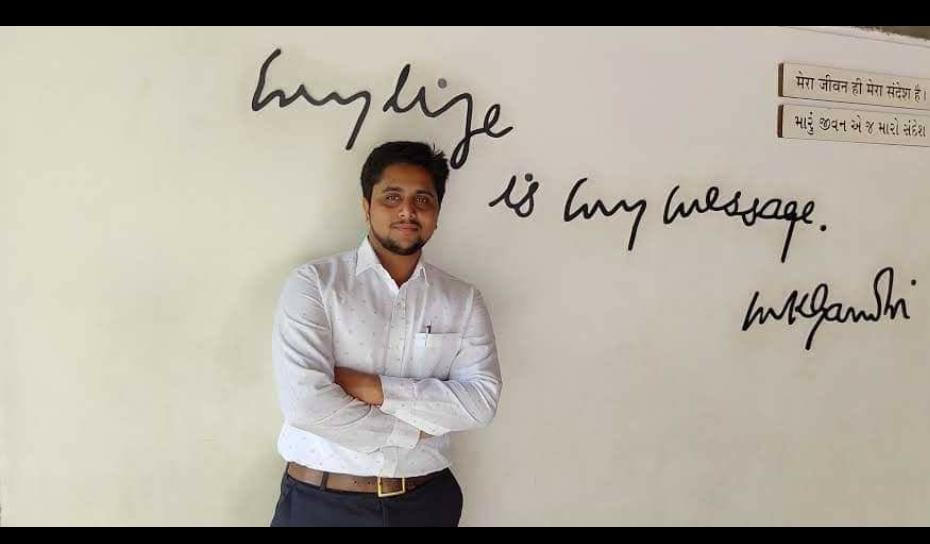 my life
is my message.
mkGandhi
मेरा जीवन ही मेरा संदेश है।
મારું જીવન એ જ મારો સંદેશ